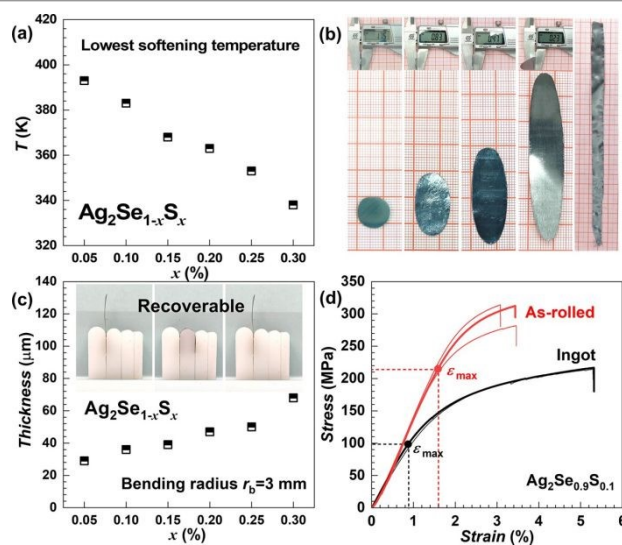 (a)
Lowest softening temperature
420
400
380
360
340
320
T (K)
Ag2Se1-xSx
0.05 0.10 0.15 0.20 0.25 0.30
x (%)
(b)
(c)
Recoverable
140
120
100
80
60
40
20
0
Thickness (μm)
Ag2Se1-xSx
Bending radius rb=3 mm
0.05 0.10 0.15 0.20 0.25 0.30
x (%)
(d)
As-rolled
Ingot
εmax
εmax
350
300
250
200
150
100
50
0
Stress (MPa)
Ag2Se0.9S0.1
0 1 2 3 4 5 6
Strain (%)